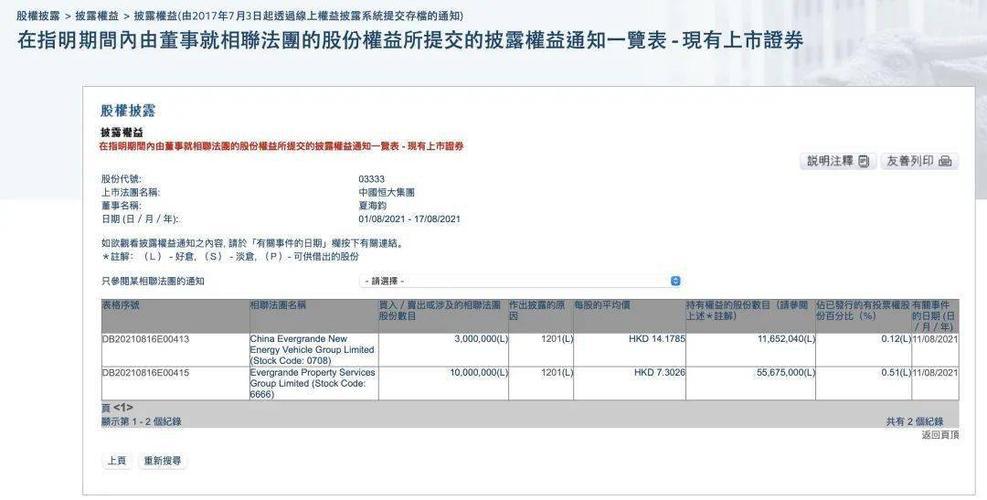 股權披露 > 披露權益 > 披露權益(由2017年7月3日起透過線上權益披露系統提交存檔的通知)
在指明期間內由董事就相聯法團的股份權益所提交的披露權益通知一覽表 - 現有上市證券
股權披露
披露權益
在指明期間內由董事就相聯法團的股份權益所提交的披露權益通知一覽表 - 現有上市證券
説明注釋 友善列印
股份代號: 03333
上市法團名稱: 中國恒大集團
董事名稱: 夏海鈞
日期 (日 / 月 / 年): 01/08/2021 - 17/08/2021
如欲觀看披露權益通知之內容, 請於「有關事件的日期」欄按下有關連結。
＊註解: （L） - 好倉, （S） - 淡倉, （P） - 可供借出的股份
只參閱某相聯法團的通知 - 請選擇 -
表格序號 相聯法團名稱 買入 / 賣出或涉及的相聯法團 作出披露的原 每股的平均價 持有權益的股份數目 （請參閱 佔已發行的有投票權股 有關事件
股份數目 因 上述＊註解） 份百分比 （%） 的日期 (日
/ 月 / 年)
DB20210816E00413 China Evergrande New 3,000,000(L) 1201(L) HKD 14.1785 11,652,040(L) 0.12(L) 11/08/2021
Energy Vehicle Group Limited
(Stock Code: 0708)
DB20210816E00415 Evergrande Property Services 10,000,000(L) 1201(L) HKD 7.3026 55,675,000(L) 0.51(L) 11/08/2021
Group Limited (Stock Code:
6666)
頁 <1>
顯示第 1 - 2 個紀錄 共有 2 個紀錄
返回頁頂
上頁 重新搜尋